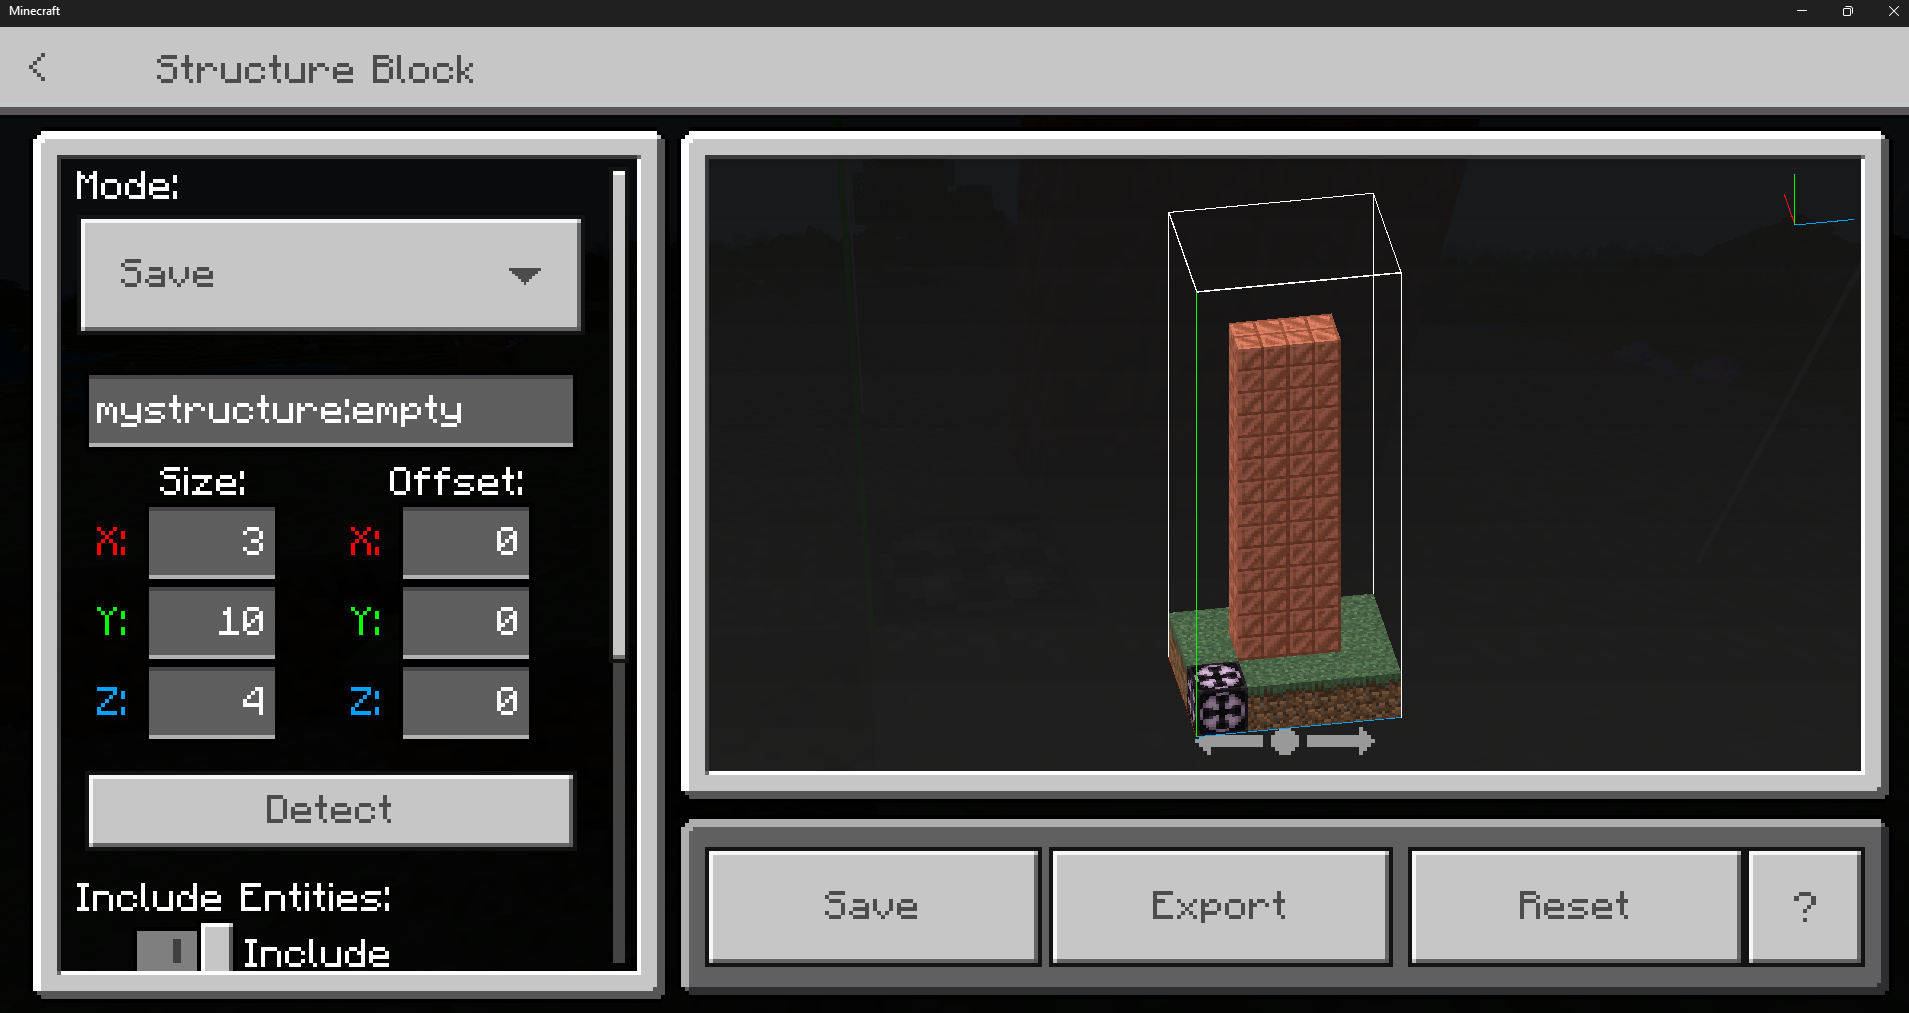 Minecraft
Structure Block
Mode:
Save
mystructure:empty
Size: Offset:
X: 3 X: 0
Y: 10 Y: 0
Z: 4 Z: 0
Detect
Include Entities:
Include
Save Export Reset ?